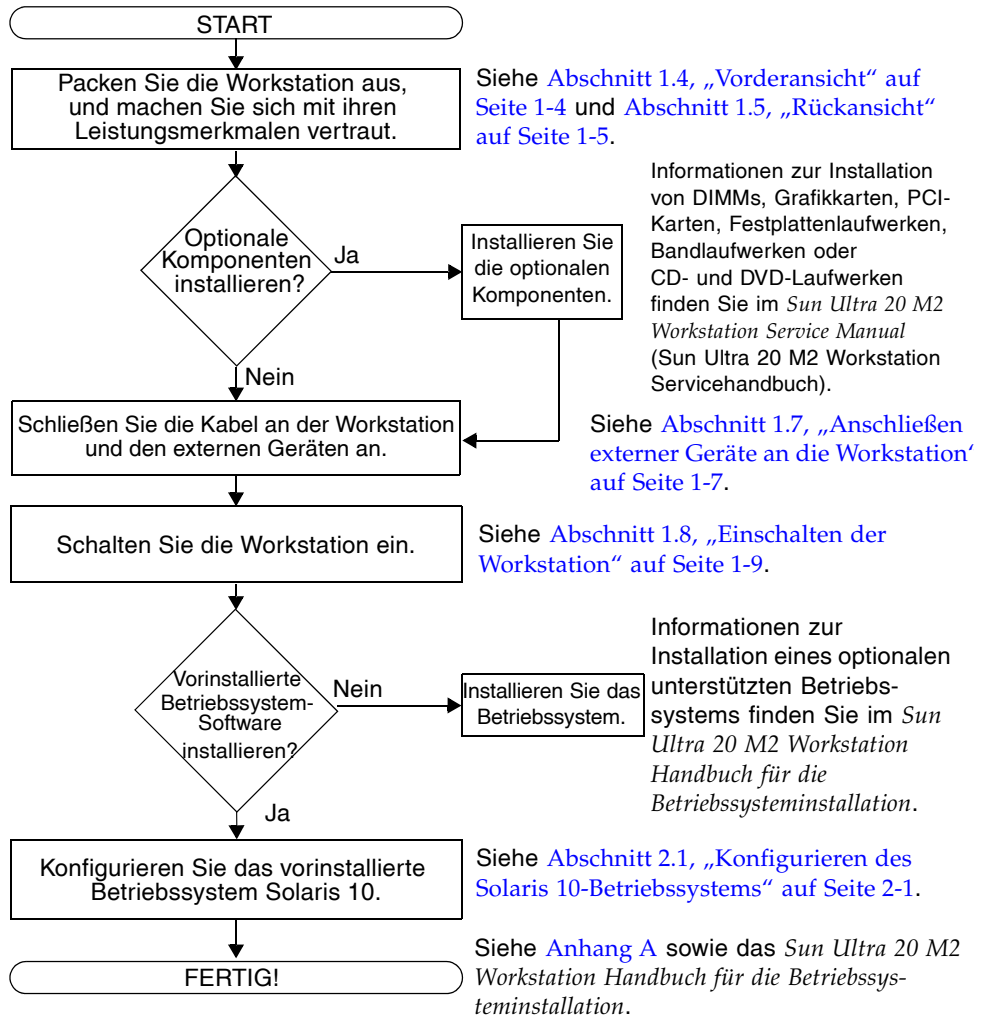 START
Packen Sie die Workstation aus,
und machen Sie sich mit ihren
Leistungsmerkmalen vertraut.
Siehe Abschnitt 1.4, „Vorderansicht“ auf
Seite 1-4 und Abschnitt 1.5, „Rückansicht“
auf Seite 1-5.
Optionale
Komponenten
installieren?
Ja
Installieren Sie
die optionalen
Komponenten.
Informationen zur Installation
von DIMMs, Grafikkarten, PCI-
Karten, Festplattenlaufwerken,
Bandlaufwerken oder
CD- und DVD-Laufwerken
finden Sie im Sun Ultra 20 M2
Workstation Service Manual
(Sun Ultra 20 M2 Workstation
Servicehandbuch).
Nein
Schließen Sie die Kabel an der Workstation
und den externen Geräten an.
Siehe Abschnitt 1.7, „Anschließen
externer Geräte an die Workstation‘
auf Seite 1-7.
Schalten Sie die Workstation ein.
Siehe Abschnitt 1.8, „Einschalten der
Workstation“ auf Seite 1-9.
Vorinstallierte
Betriebssystem-
Software
installieren?
Nein
Installieren Sie das
Betriebssystem.
Informationen zur
Installation eines optionalen
unterstützten Betriebs-
systems finden Sie im Sun
Ultra 20 M2 Workstation
Handbuch für die
Betriebssysteminstallation.
Ja
Konfigurieren Sie das vorinstallierte
Betriebssystem Solaris 10.
Siehe Abschnitt 2.1, „Konfigurieren des
Solaris 10-Betriebssystems“ auf Seite 2-1.
FERTIG!
Siehe Anhang A sowie das Sun Ultra 20 M2
Workstation Handbuch für die Betriebssys-
teminstallation.